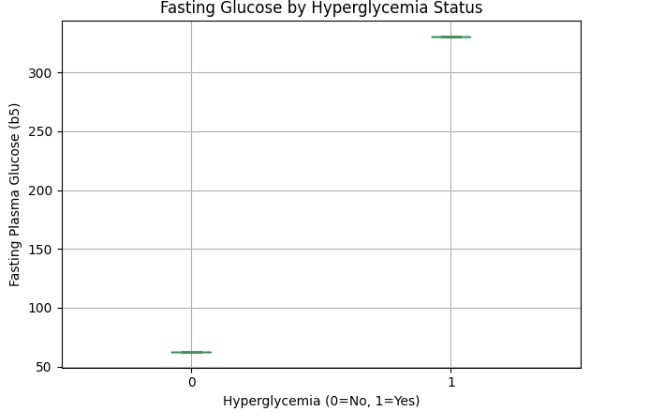 Fasting Glucose by Hyperglycemia Status
Fasting Plasma Glucose (b5)
300
250
200
150
100
50
0
1
Hyperglycemia (0=No, 1=Yes)